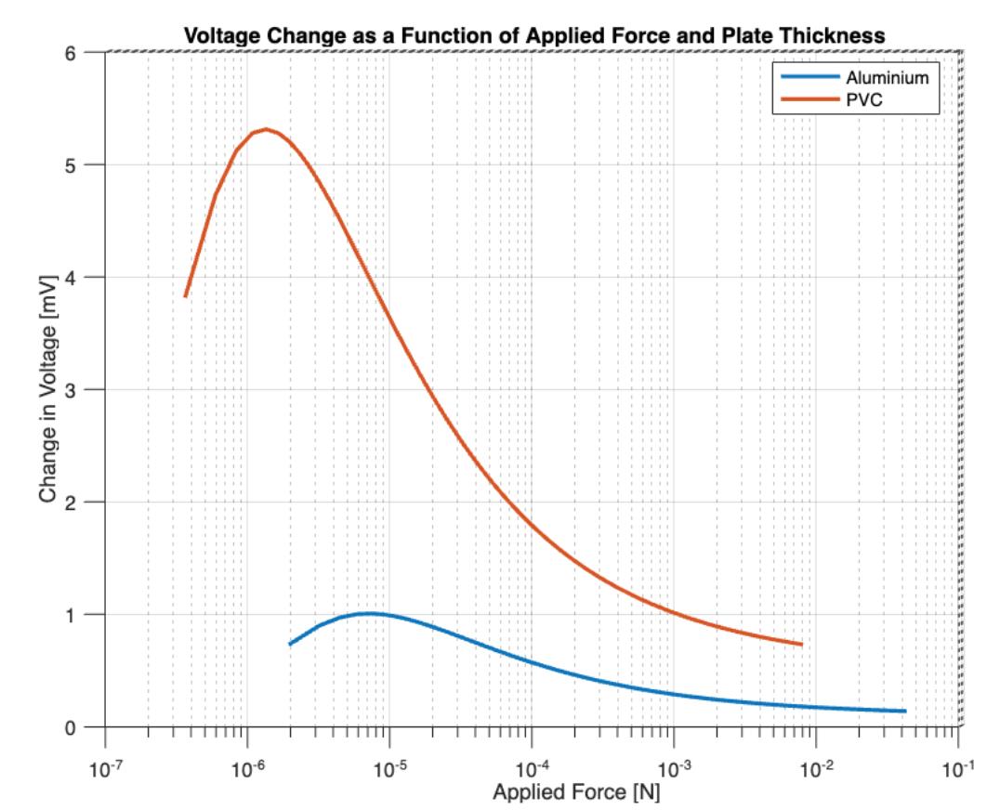 Voltage Change as a Function of Applied Force and Plate Thickness
Aluminium
PVC
Change in Voltage [mV]
6
5
4
3
2
1
0
10⁻⁷ 10⁻⁶ 10⁻⁵ 10⁻⁴ 10⁻³ 10⁻² 10⁻¹
Applied Force [N]